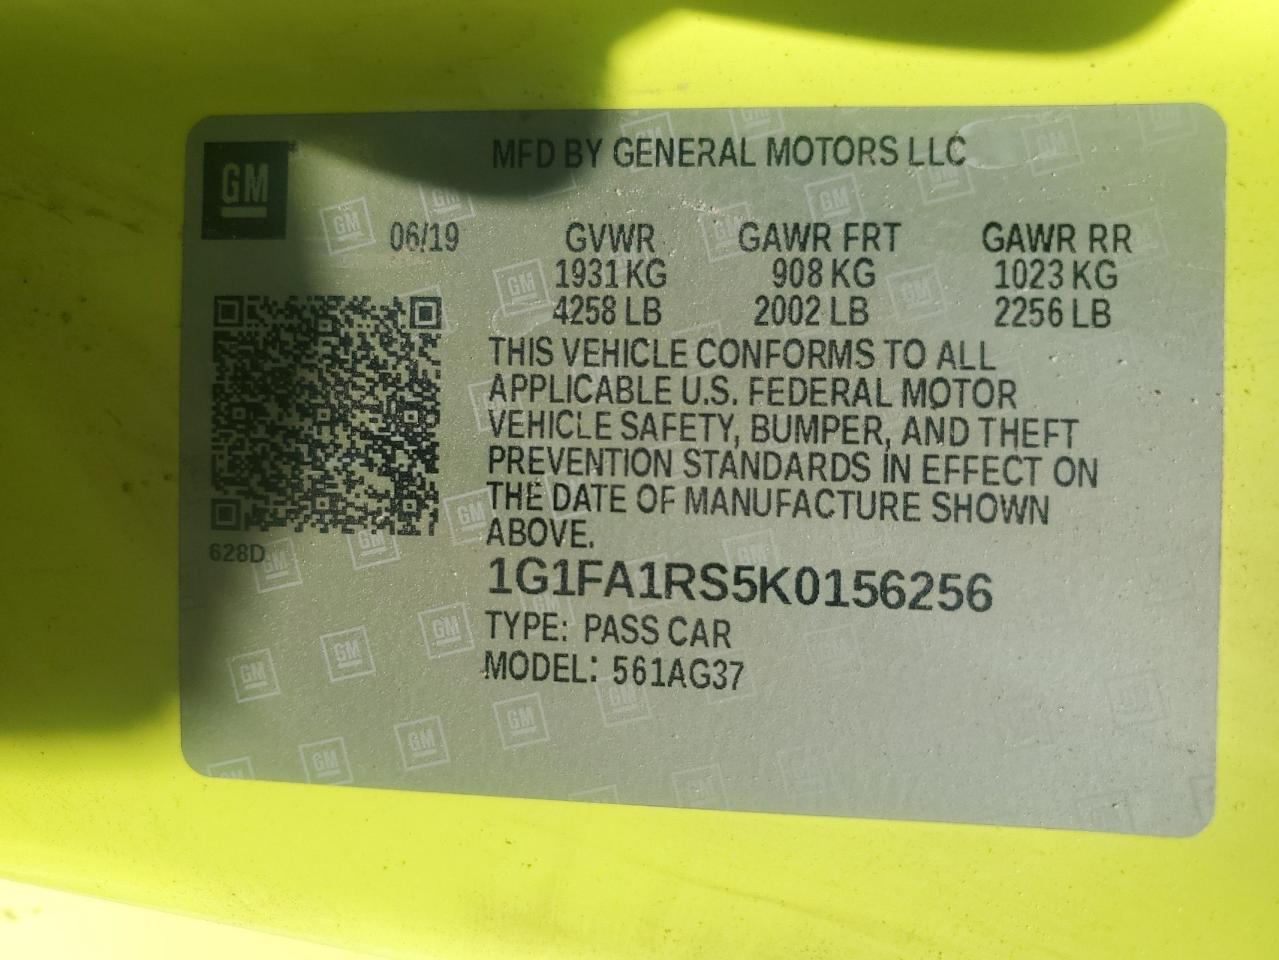 MFD BY GENERAL MOTORS LLC
GM
06/19 GVWR GAWR FRT GAWR RR
1931 KG 908 KG 1023 KG
4258 LB 2002 LB 2256 LB
THIS VEHICLE CONFORMS TO ALL
APPLICABLE U.S. FEDERAL MOTOR
VEHICLE SAFETY, BUMPER, AND THEFT
PREVENTION STANDARDS IN EFFECT ON
THE DATE OF MANUFACTURE SHOWN
ABOVE.
628D
1G1FA1RS5K0156256
TYPE: PASS CAR
MODEL: 561AG37